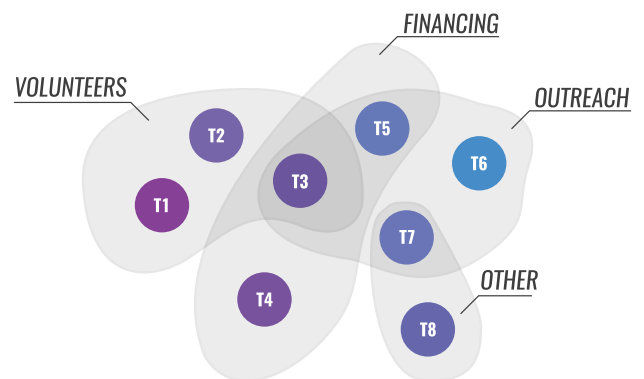 FINANCING
VOLUNTEERS
OUTREACH
T2
T5
T6
T3
T1
T7
OTHER
T4
T8